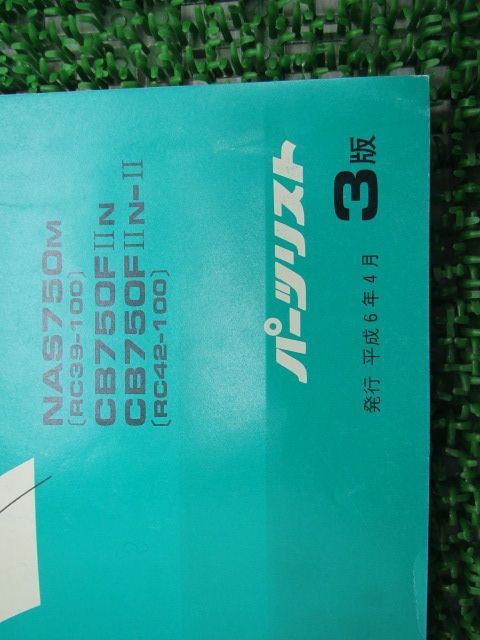 パーツリスト
3版
発行 平成6年4月
NAS750M
〔RC39-100〕
CB750FⅡN
CB750FⅡN-Ⅱ
〔RC42-100〕